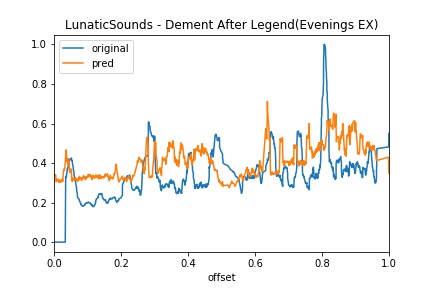 LunaticSounds - Dement After Legend(Evenings EX)
original
pred
1.0
0.8
0.6
0.4
0.2
0.0
0.0 0.2 0.4 0.6 0.8 1.0
offset